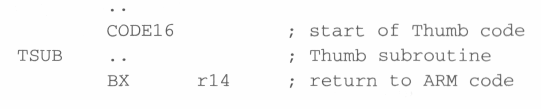 ..
CODE16 ; start of Thumb code
TSUB .. ; Thumb subroutine
BX r14 ; return to ARM code